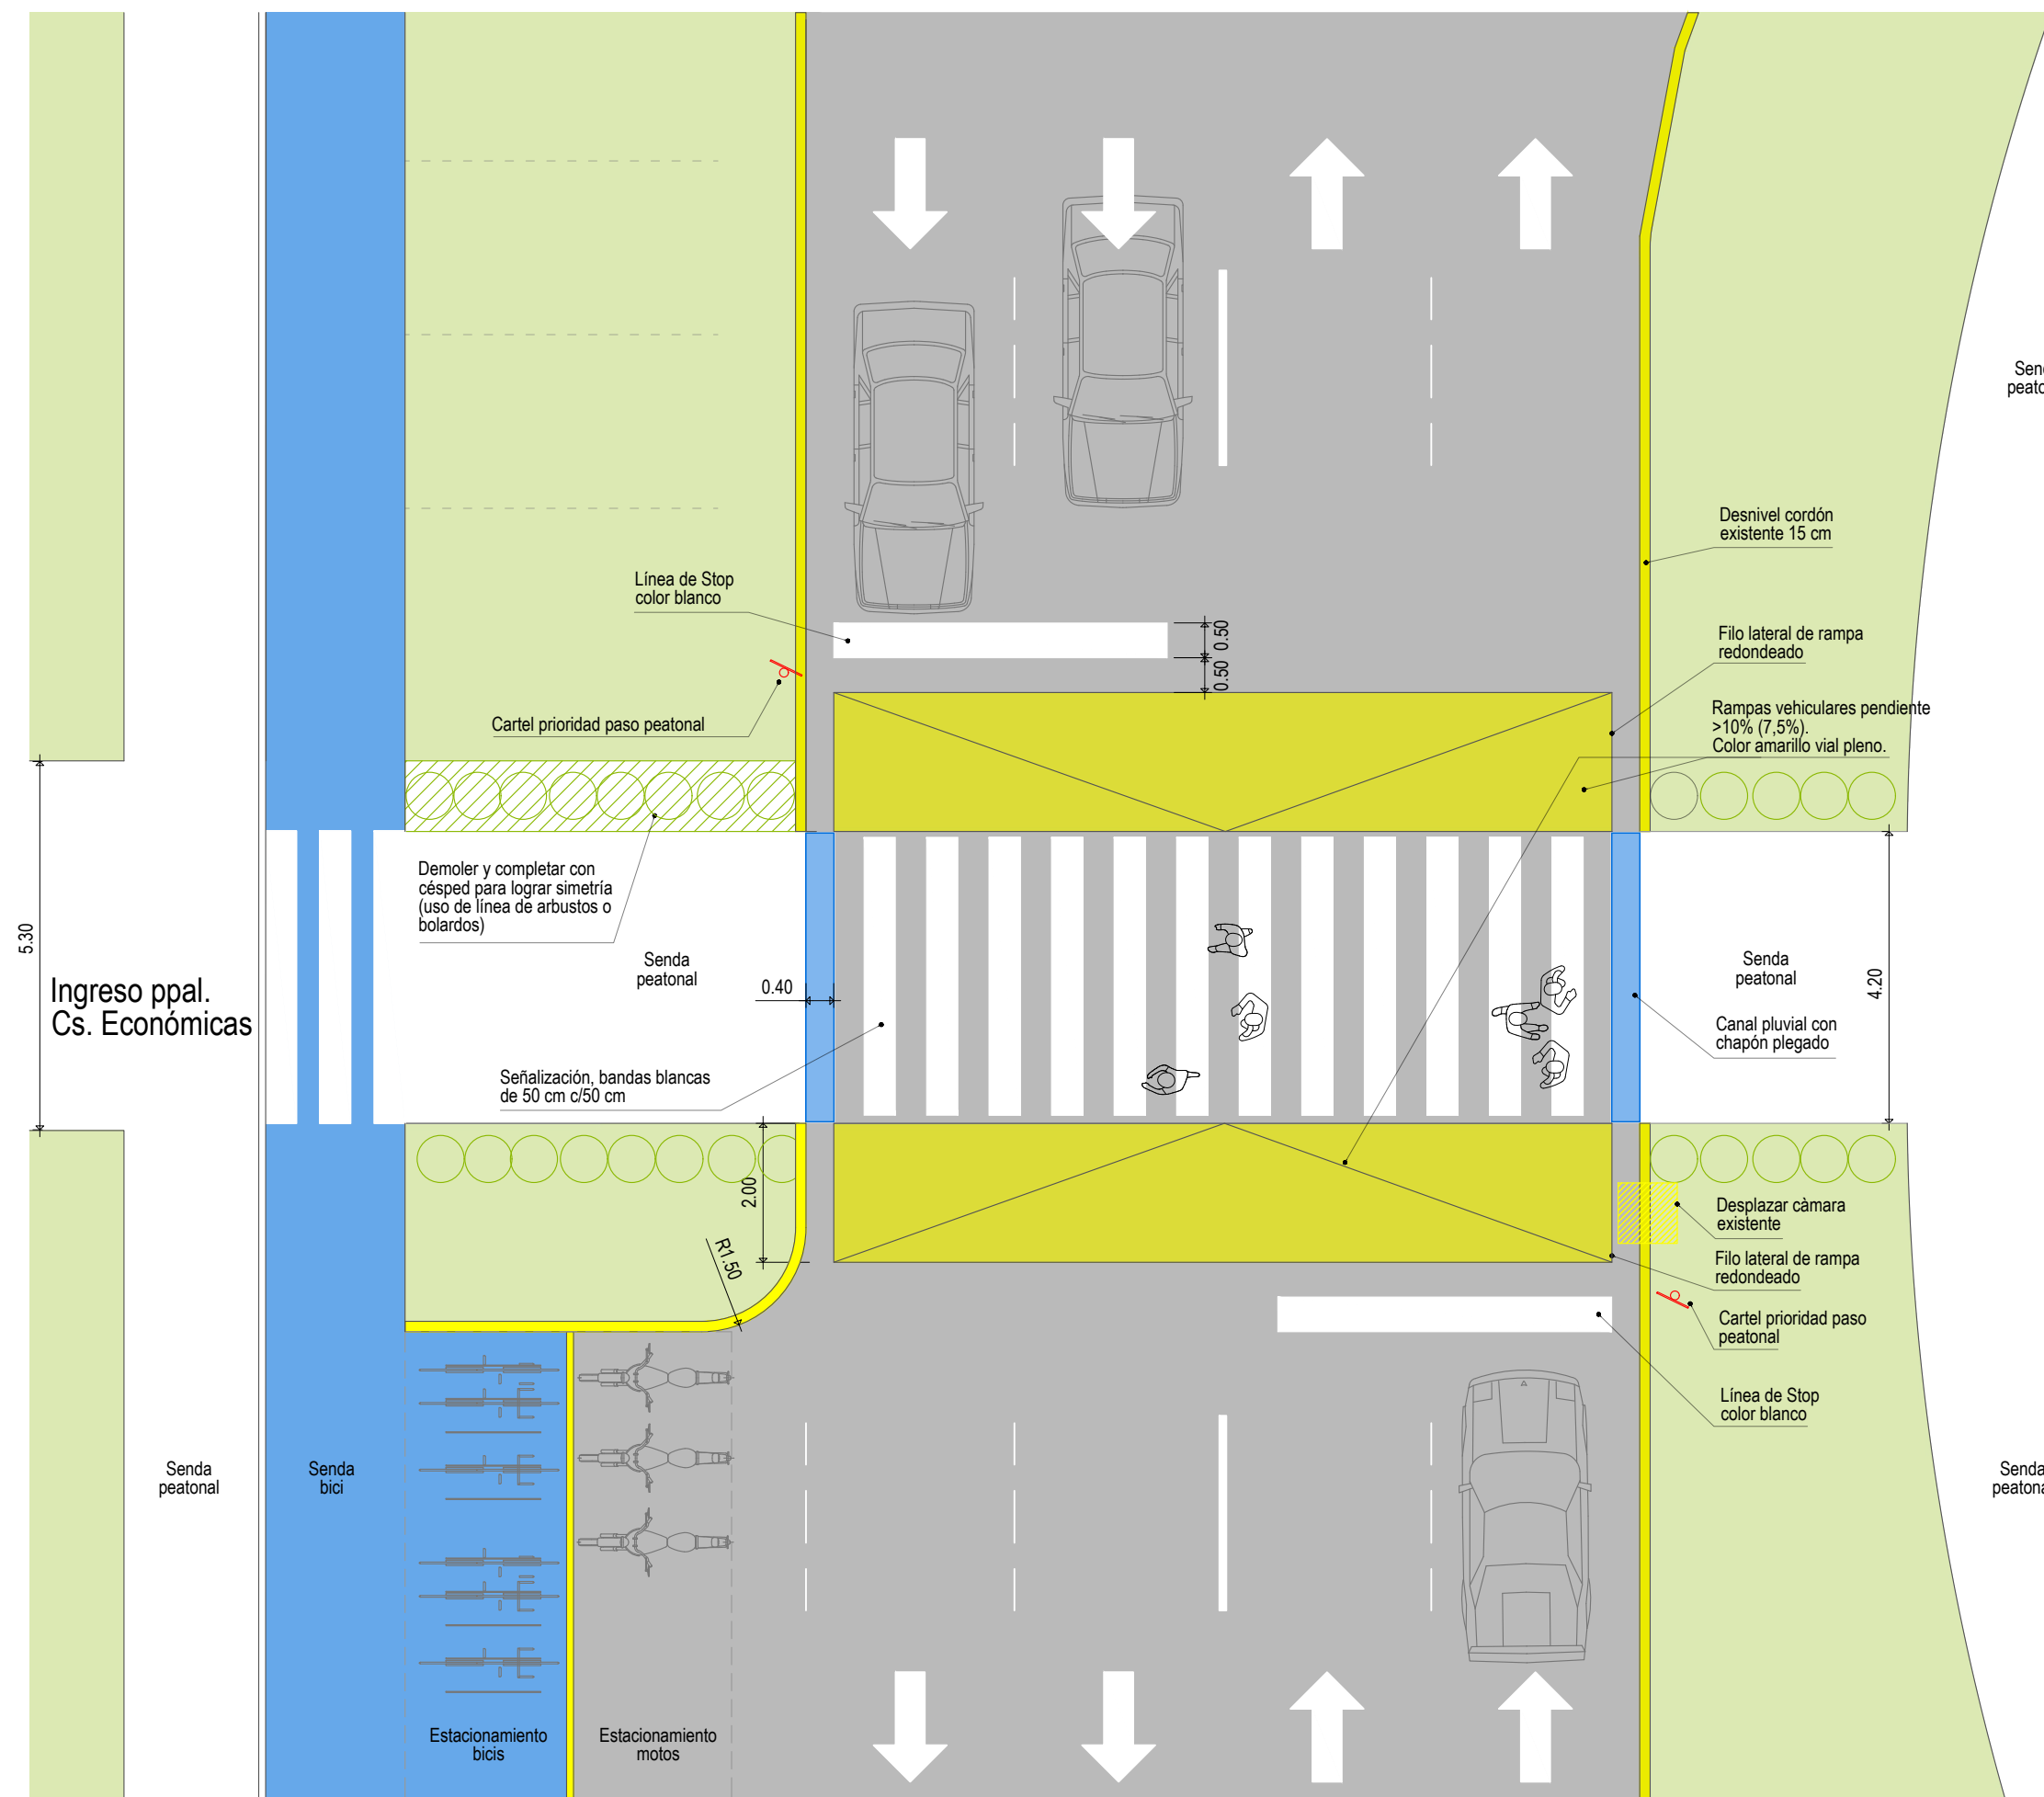 Senda
bici
Senda
peatonal
Ingreso ppal.
Cs. Económicas
5.30
Línea de Stop
color blanco
Cartel prioridad paso peatonal
Demoler y completar con
césped para lograr simetría
(uso de línea de arbustos o
bolardos)
Senda
peatonal
0.40
Señalización, bandas blancas
de 50 cm c/50 cm
2.00
R1.50
Estacionamiento
bicis
Estacionamiento
motos
0.50
0.50
Sen
peato
Desnivel cordón
existente 15 cm
Filo lateral de rampa
redondeado
Rampas vehiculares pendiente
>10% (7,5%).
Color amarillo vial pleno.
Senda
peatonal
4.20
Canal pluvial con
chapón plegado
Desplazar càmara
existente
Filo lateral de rampa
redondeado
Cartel prioridad paso
peatonal
Línea de Stop
color blanco
Senda
peatona